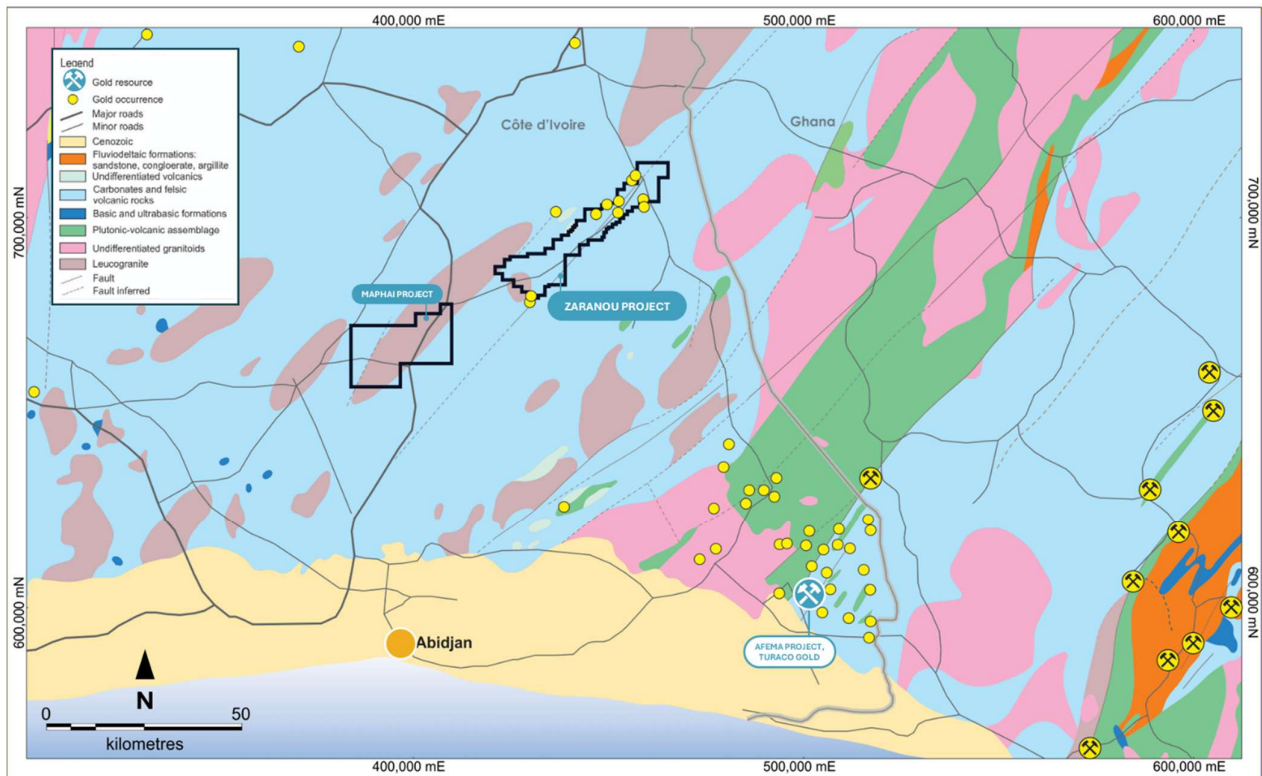 400,000 mE
500,000 mE
600,000 mE
Legend
Gold resource
Gold occurrence
Major roads
Minor roads
Cenozoic
Fluviodeltaic formations:
sandstone, congloerate, argillite
Undifferentiated volcanics
Carbonates and felsic
volcanic rocks
Basic and ultrabasic formations
Plutonic-volcanic assemblage
Undifferentiated granitoids
Leucogranite
Fault
Fault inferred
Côte d'Ivoire
Ghana
700,000 mN
700,000 mN
MAPHAI PROJECT
ZARANOU PROJECT
600,000 mN
600,000 mN
Abidjan
AFEMA PROJECT,
TURACO GOLD
N
0
50
kilometres
400,000 mE
500,000 mE
600,000 mE